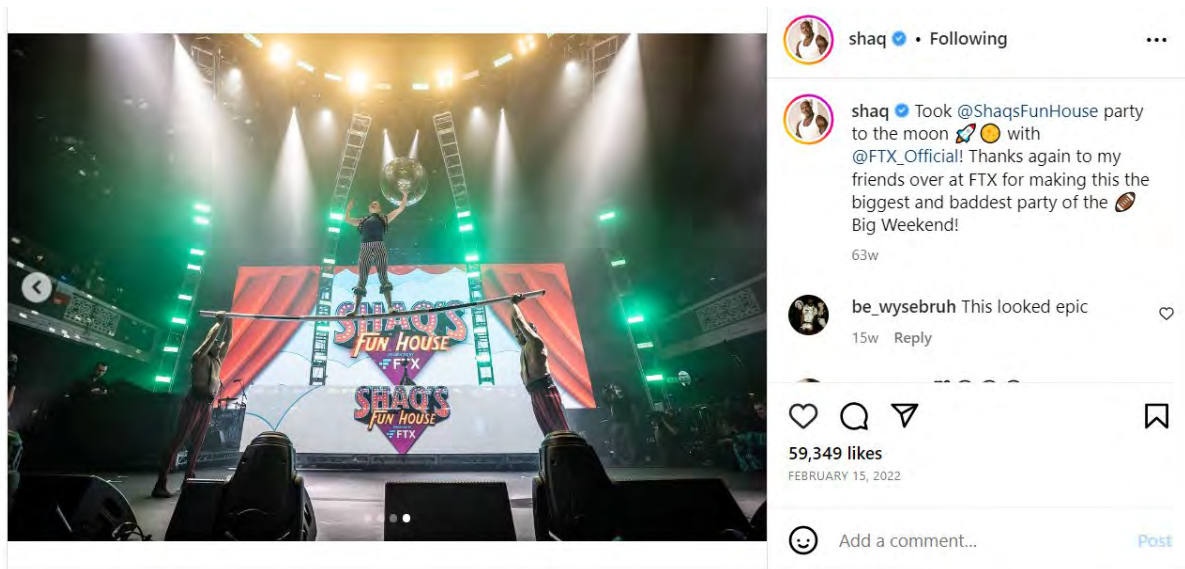 SHAQ'S
FUN HOUSE
PRESENTED BY
FTX
SHAQ'S
FUN HOUSE
FTX
shaq • Following
shaq Took @ShaqsFunHouse party
to the moon 🚀🌕 with
@FTX_Official! Thanks again to my
friends over at FTX for making this the
biggest and baddest party of the 🏈
Big Weekend!
63w
be_wysebruh This looked epic
15w Reply
59,349 likes
FEBRUARY 15, 2022
Add a comment...
Post